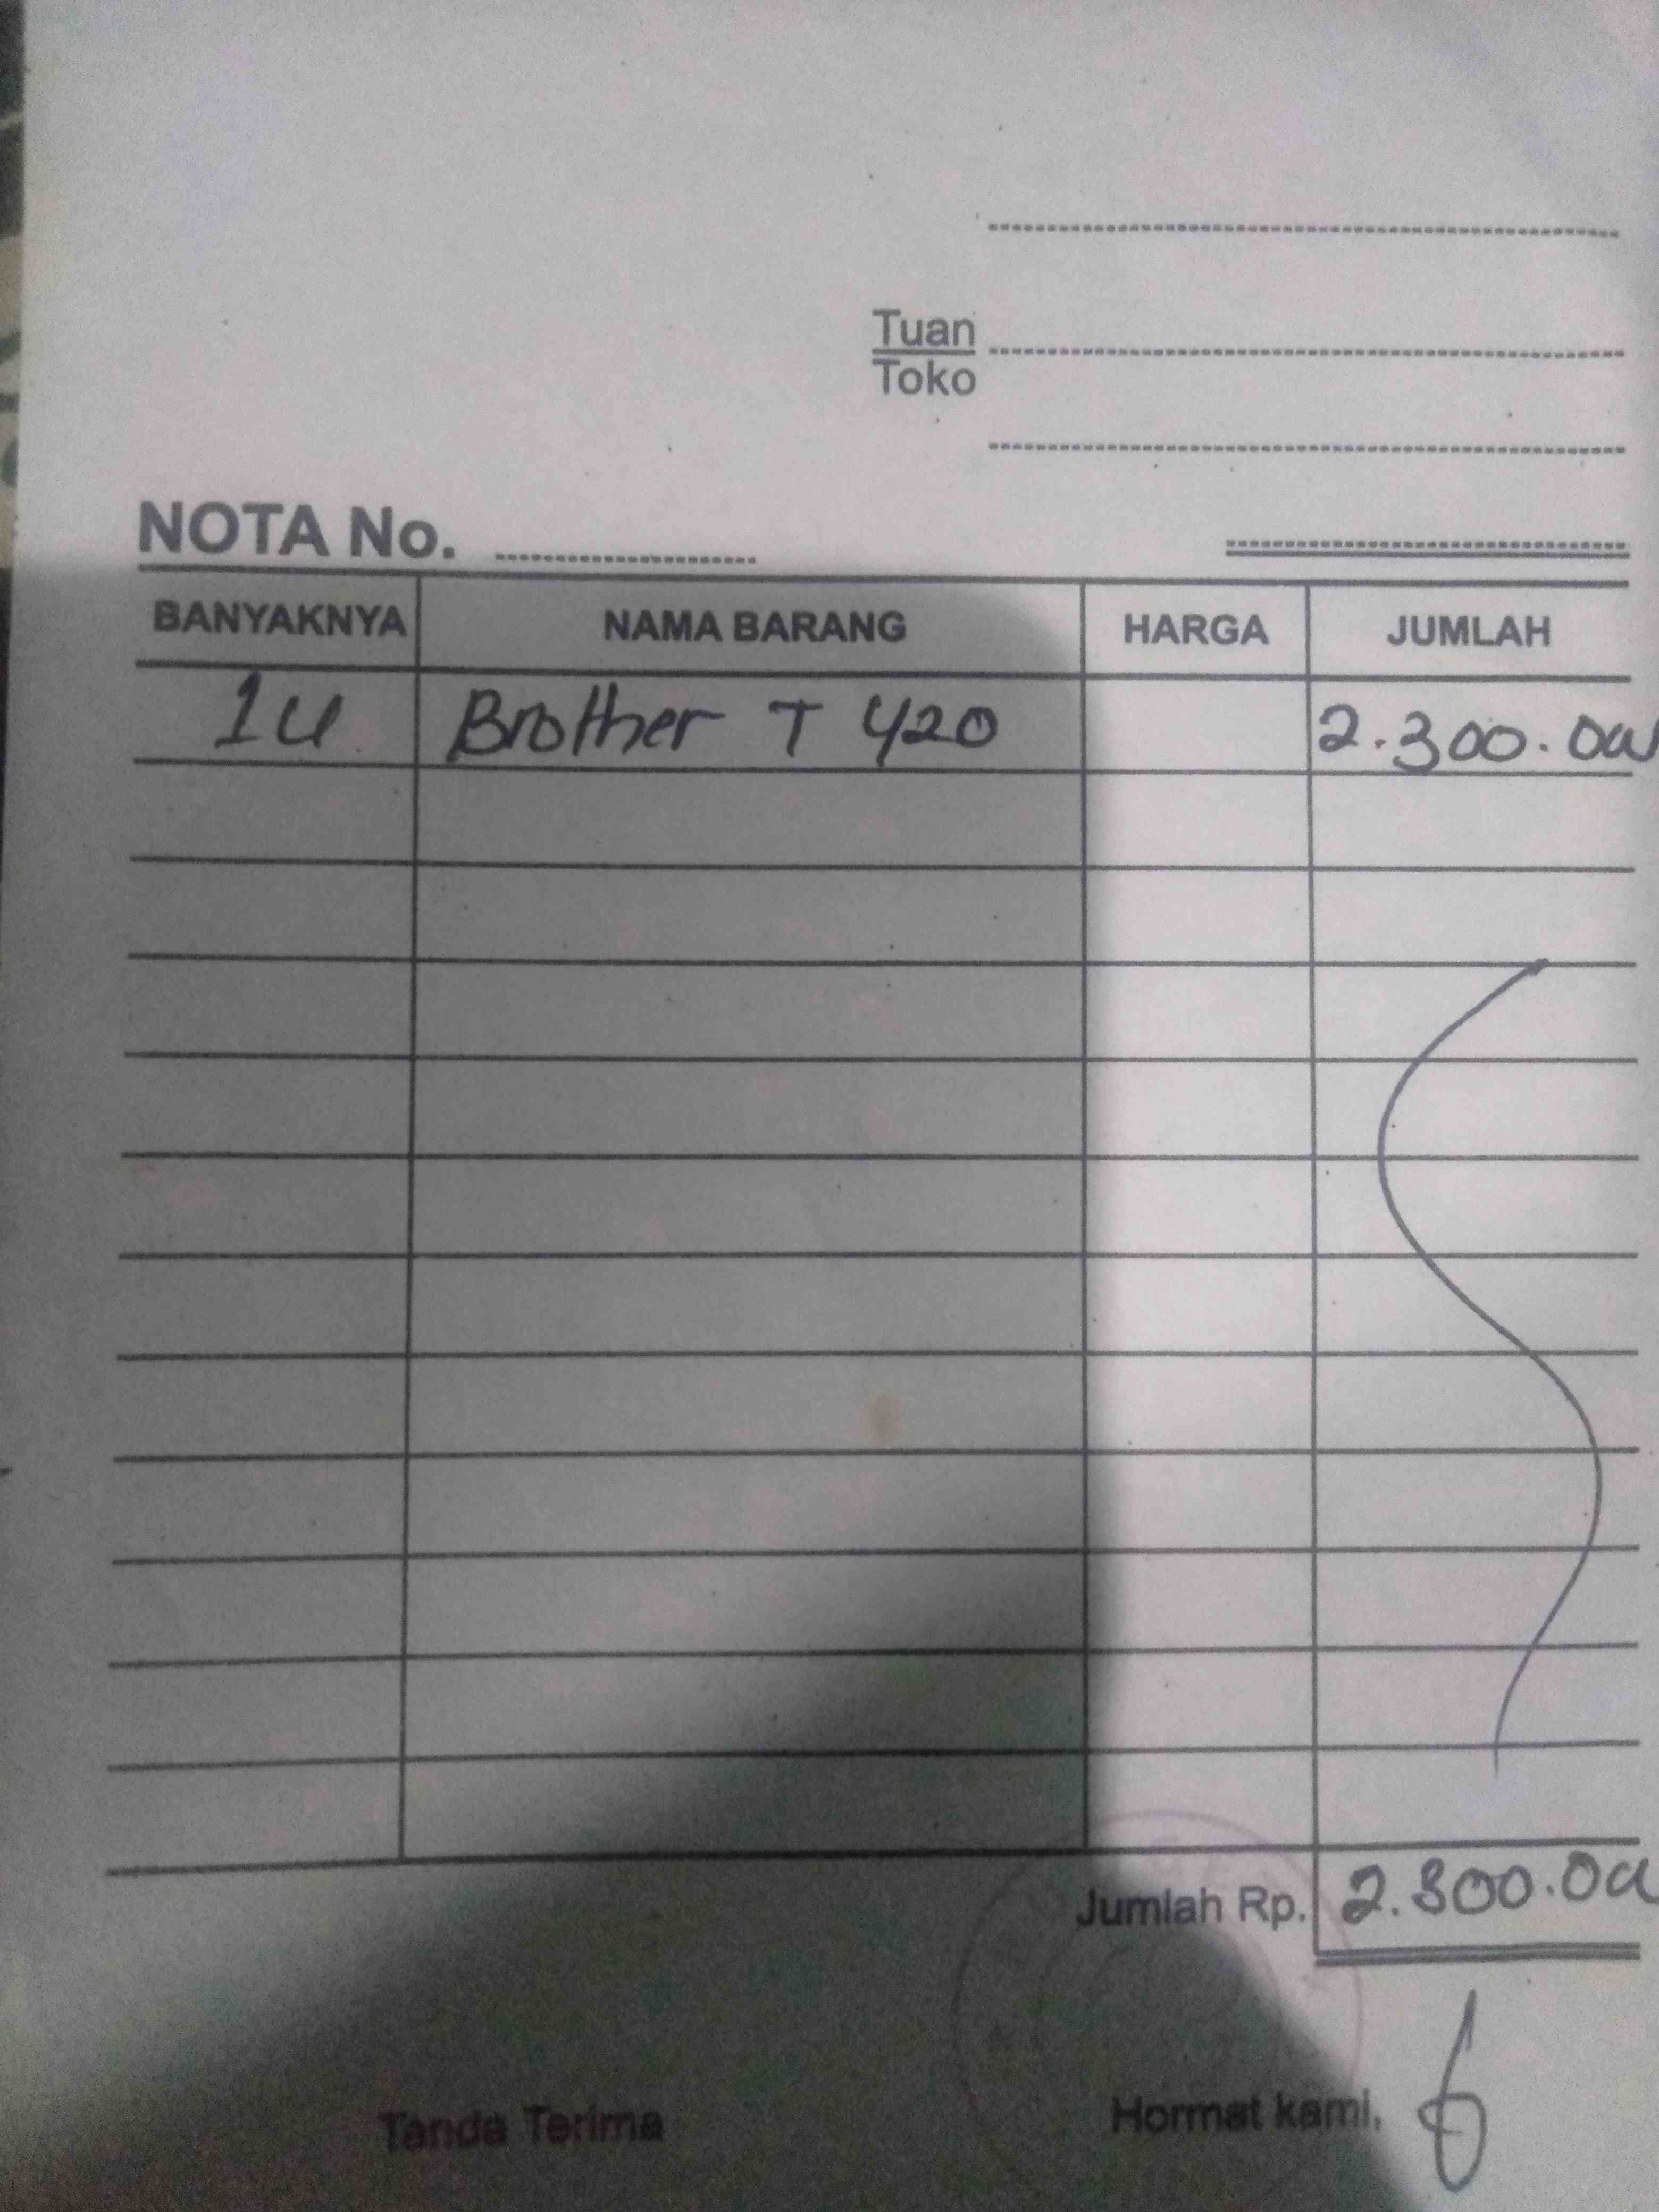 Tuan
Toko
NOTA No.
BANYAKNYA NAMA BARANG HARGA JUMLAH
1 U Brother T 420 2.300.000
Jumlah Rp. 2.300.000
Tanda Terima Hormat kami,